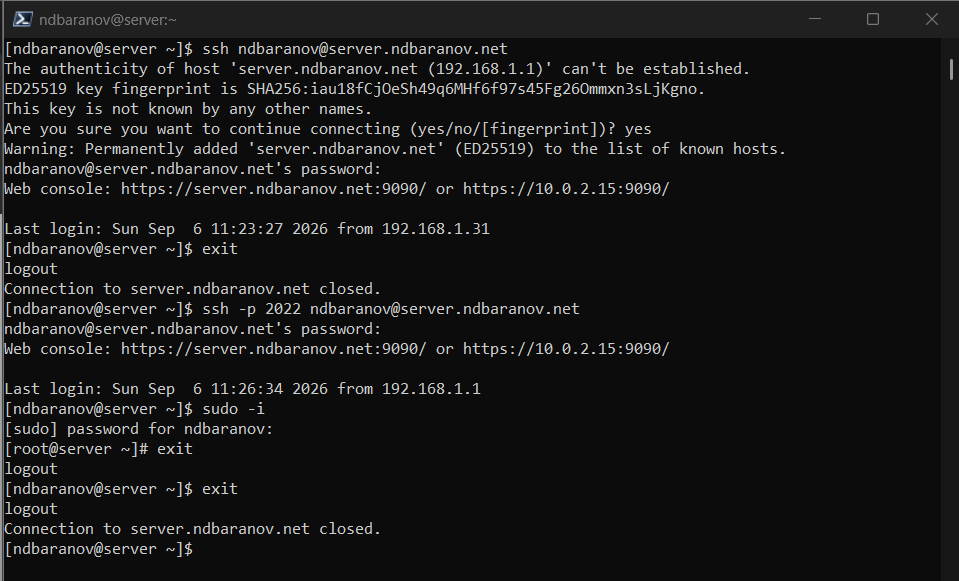 ndbaranov@server:~
[ndbaranov@server ~]$ ssh ndbaranov@server.ndbaranov.net
The authenticity of host 'server.ndbaranov.net (192.168.1.1)' can't be established.
ED25519 key fingerprint is SHA256:iau18fCjOeSh49q6MHf6f97s45Fg26Ommxn3sLjKgno.
This key is not known by any other names.
Are you sure you want to continue connecting (yes/no/[fingerprint])? yes
Warning: Permanently added 'server.ndbaranov.net' (ED25519) to the list of known hosts.
ndbaranov@server.ndbaranov.net's password:
Web console: https://server.ndbaranov.net:9090/ or https://10.0.2.15:9090/
Last login: Sun Sep  6 11:23:27 2026 from 192.168.1.31
[ndbaranov@server ~]$ exit
logout
Connection to server.ndbaranov.net closed.
[ndbaranov@server ~]$ ssh -p 2022 ndbaranov@server.ndbaranov.net
ndbaranov@server.ndbaranov.net's password:
Web console: https://server.ndbaranov.net:9090/ or https://10.0.2.15:9090/
Last login: Sun Sep  6 11:26:34 2026 from 192.168.1.1
[ndbaranov@server ~]$ sudo -i
[sudo] password for ndbaranov:
[root@server ~]# exit
logout
[ndbaranov@server ~]$ exit
logout
Connection to server.ndbaranov.net closed.
[ndbaranov@server ~]$